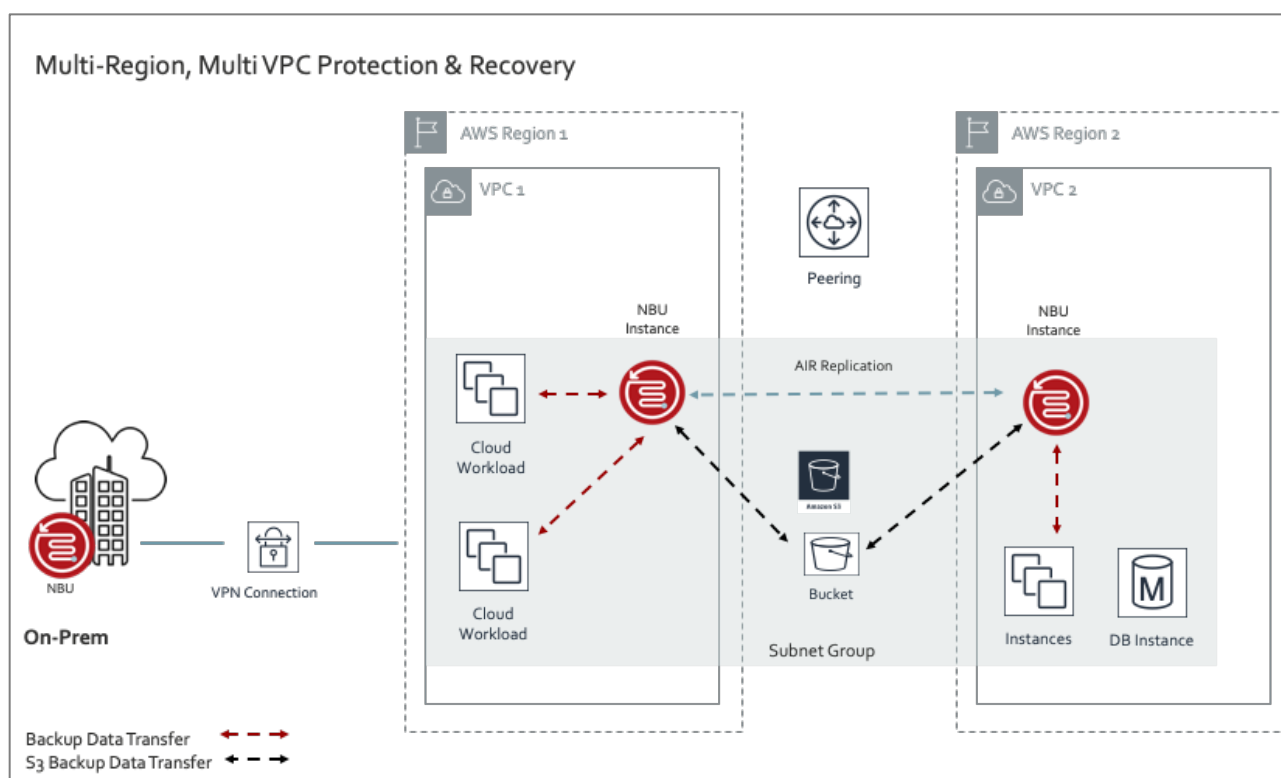 Multi-Region, Multi VPC Protection & Recovery
AWS Region 1
AWS Region 2
VPC 1
VPC 2
Peering
NBU
Instance
NBU
Instance
AIR Replication
Cloud
Workload
Amazon S3
Cloud
Workload
Bucket
NBU
VPN Connection
On-Prem
M
Instances
DB Instance
Subnet Group
Backup Data Transfer
S3 Backup Data Transfer